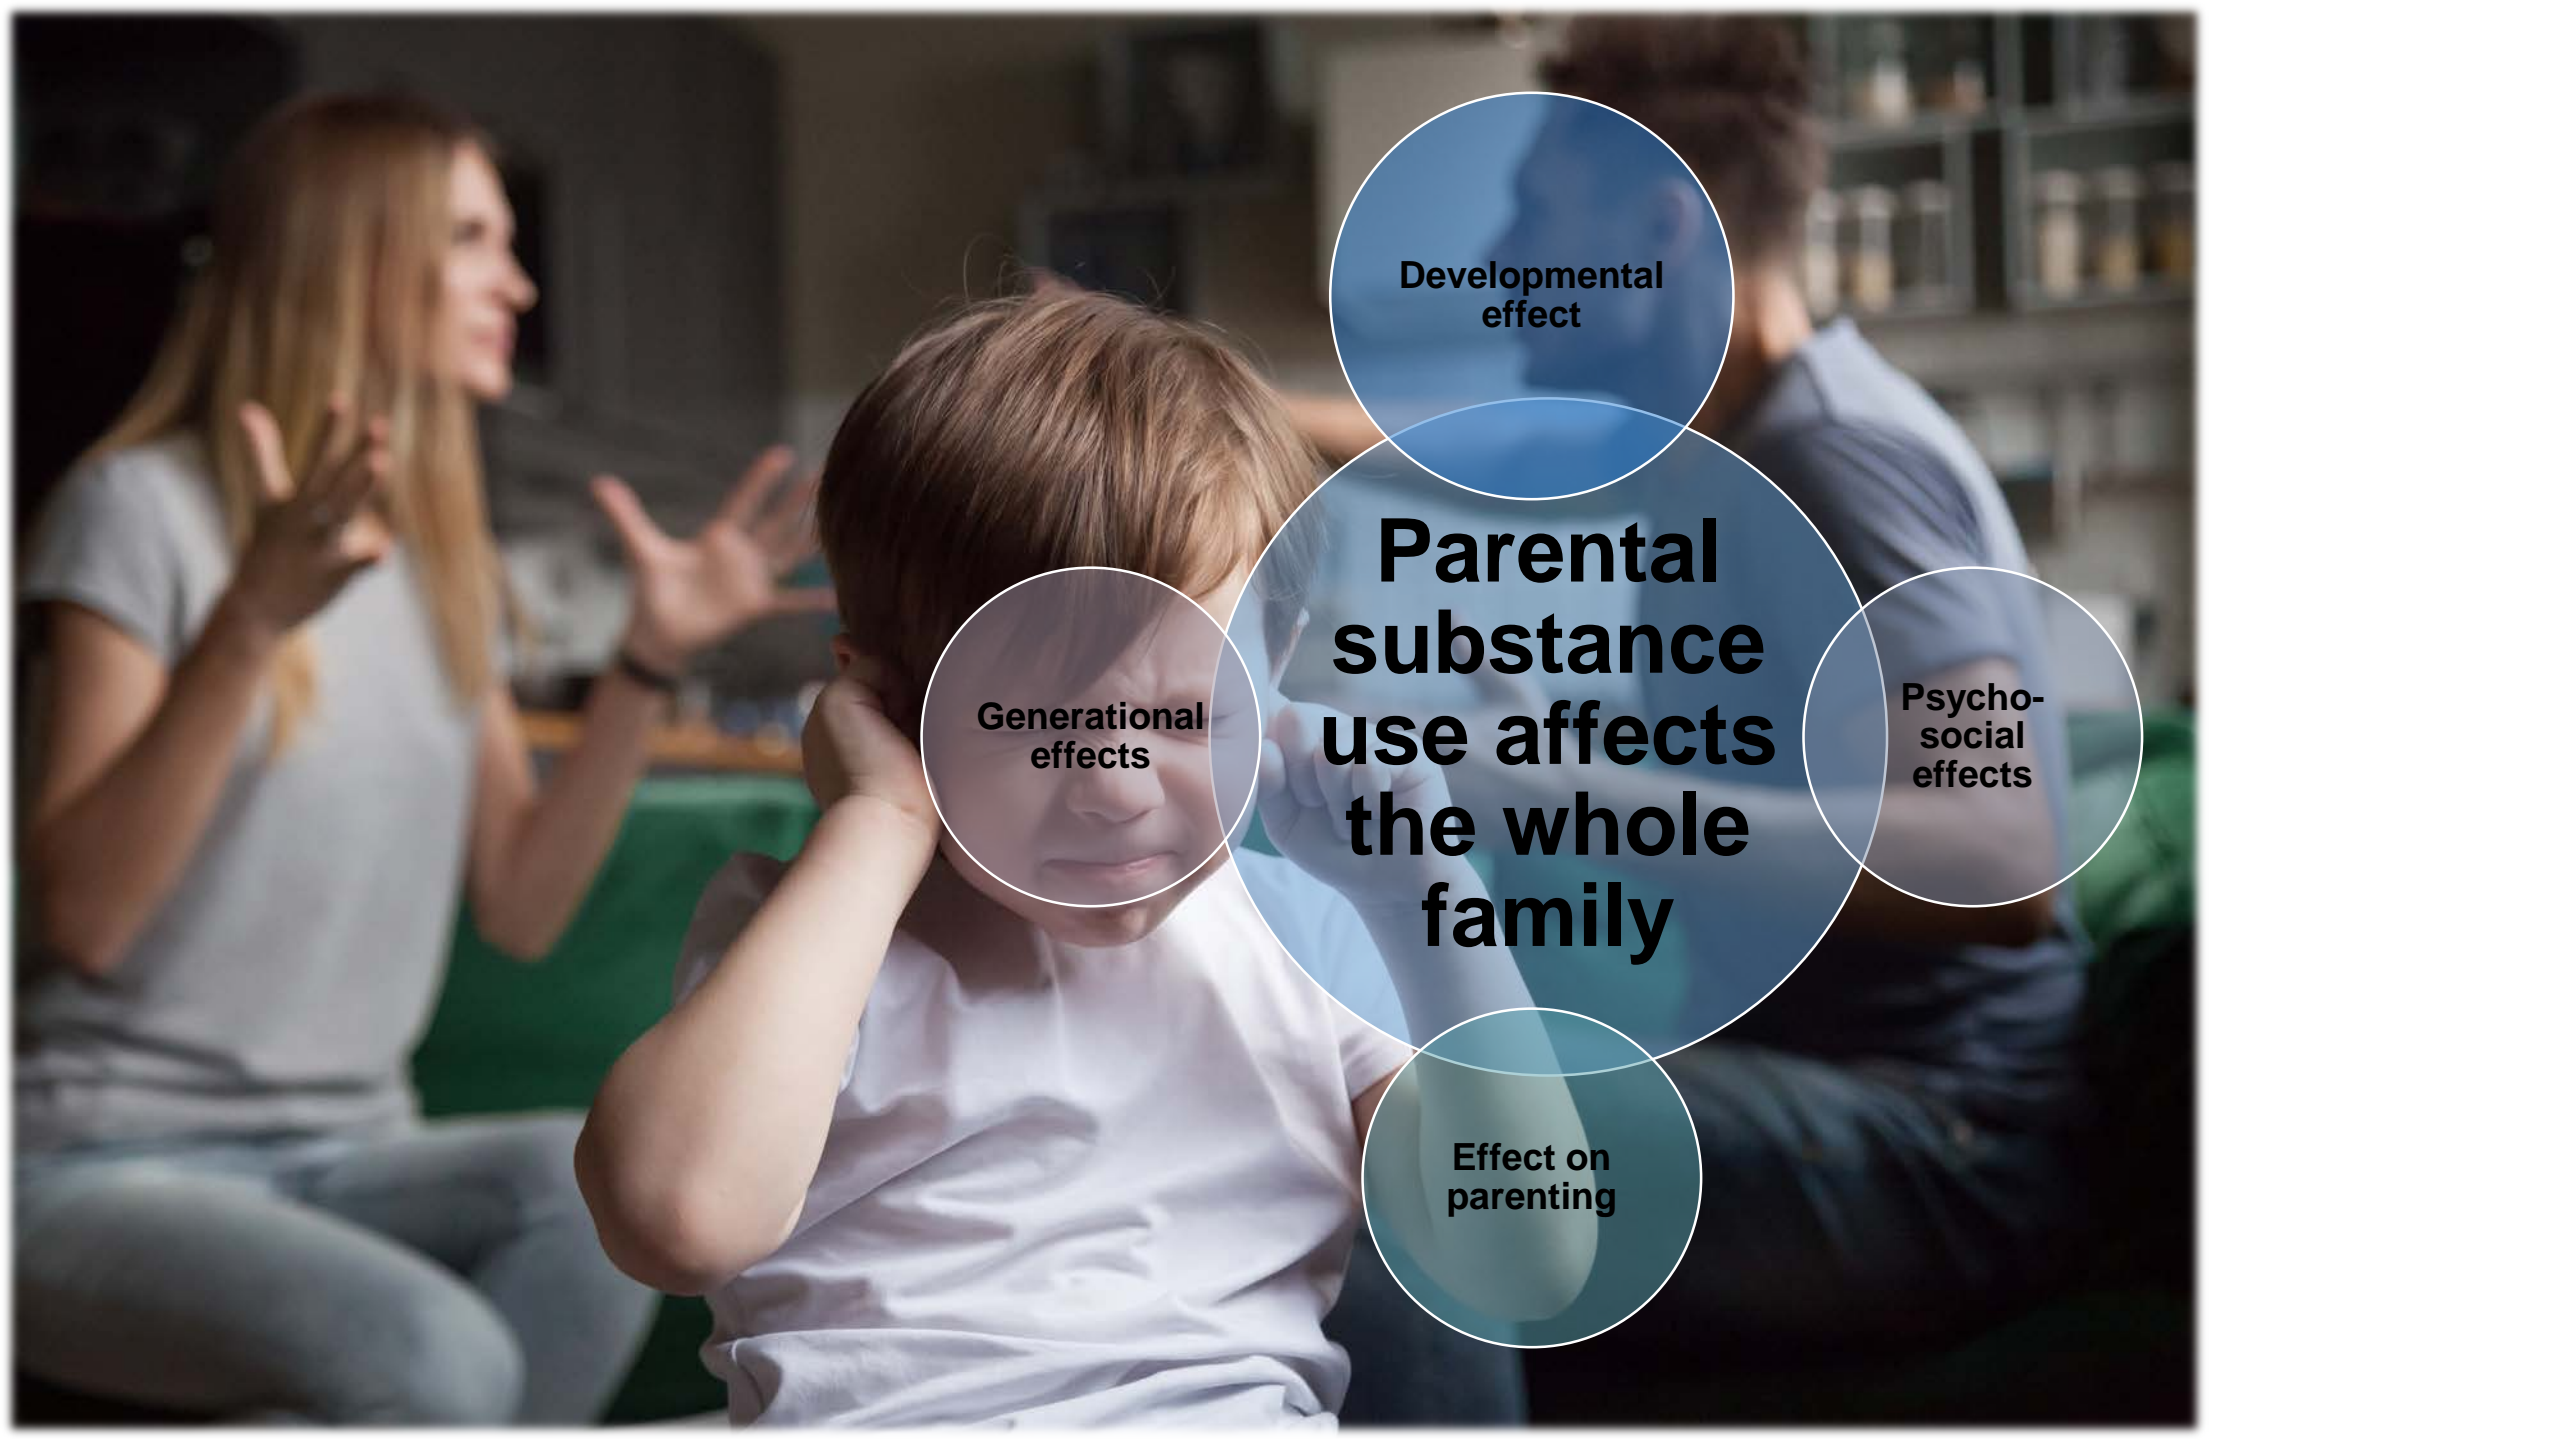 Developmental
effect
Parental
substance
use affects
the whole
family
Generational
effects
Psycho-
social
effects
Effect on
parenting